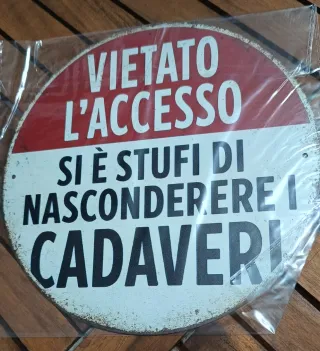 VIETATO
L'ACCESSO
SI È STUFI DI
NASCONDERERE I
CADAVERI